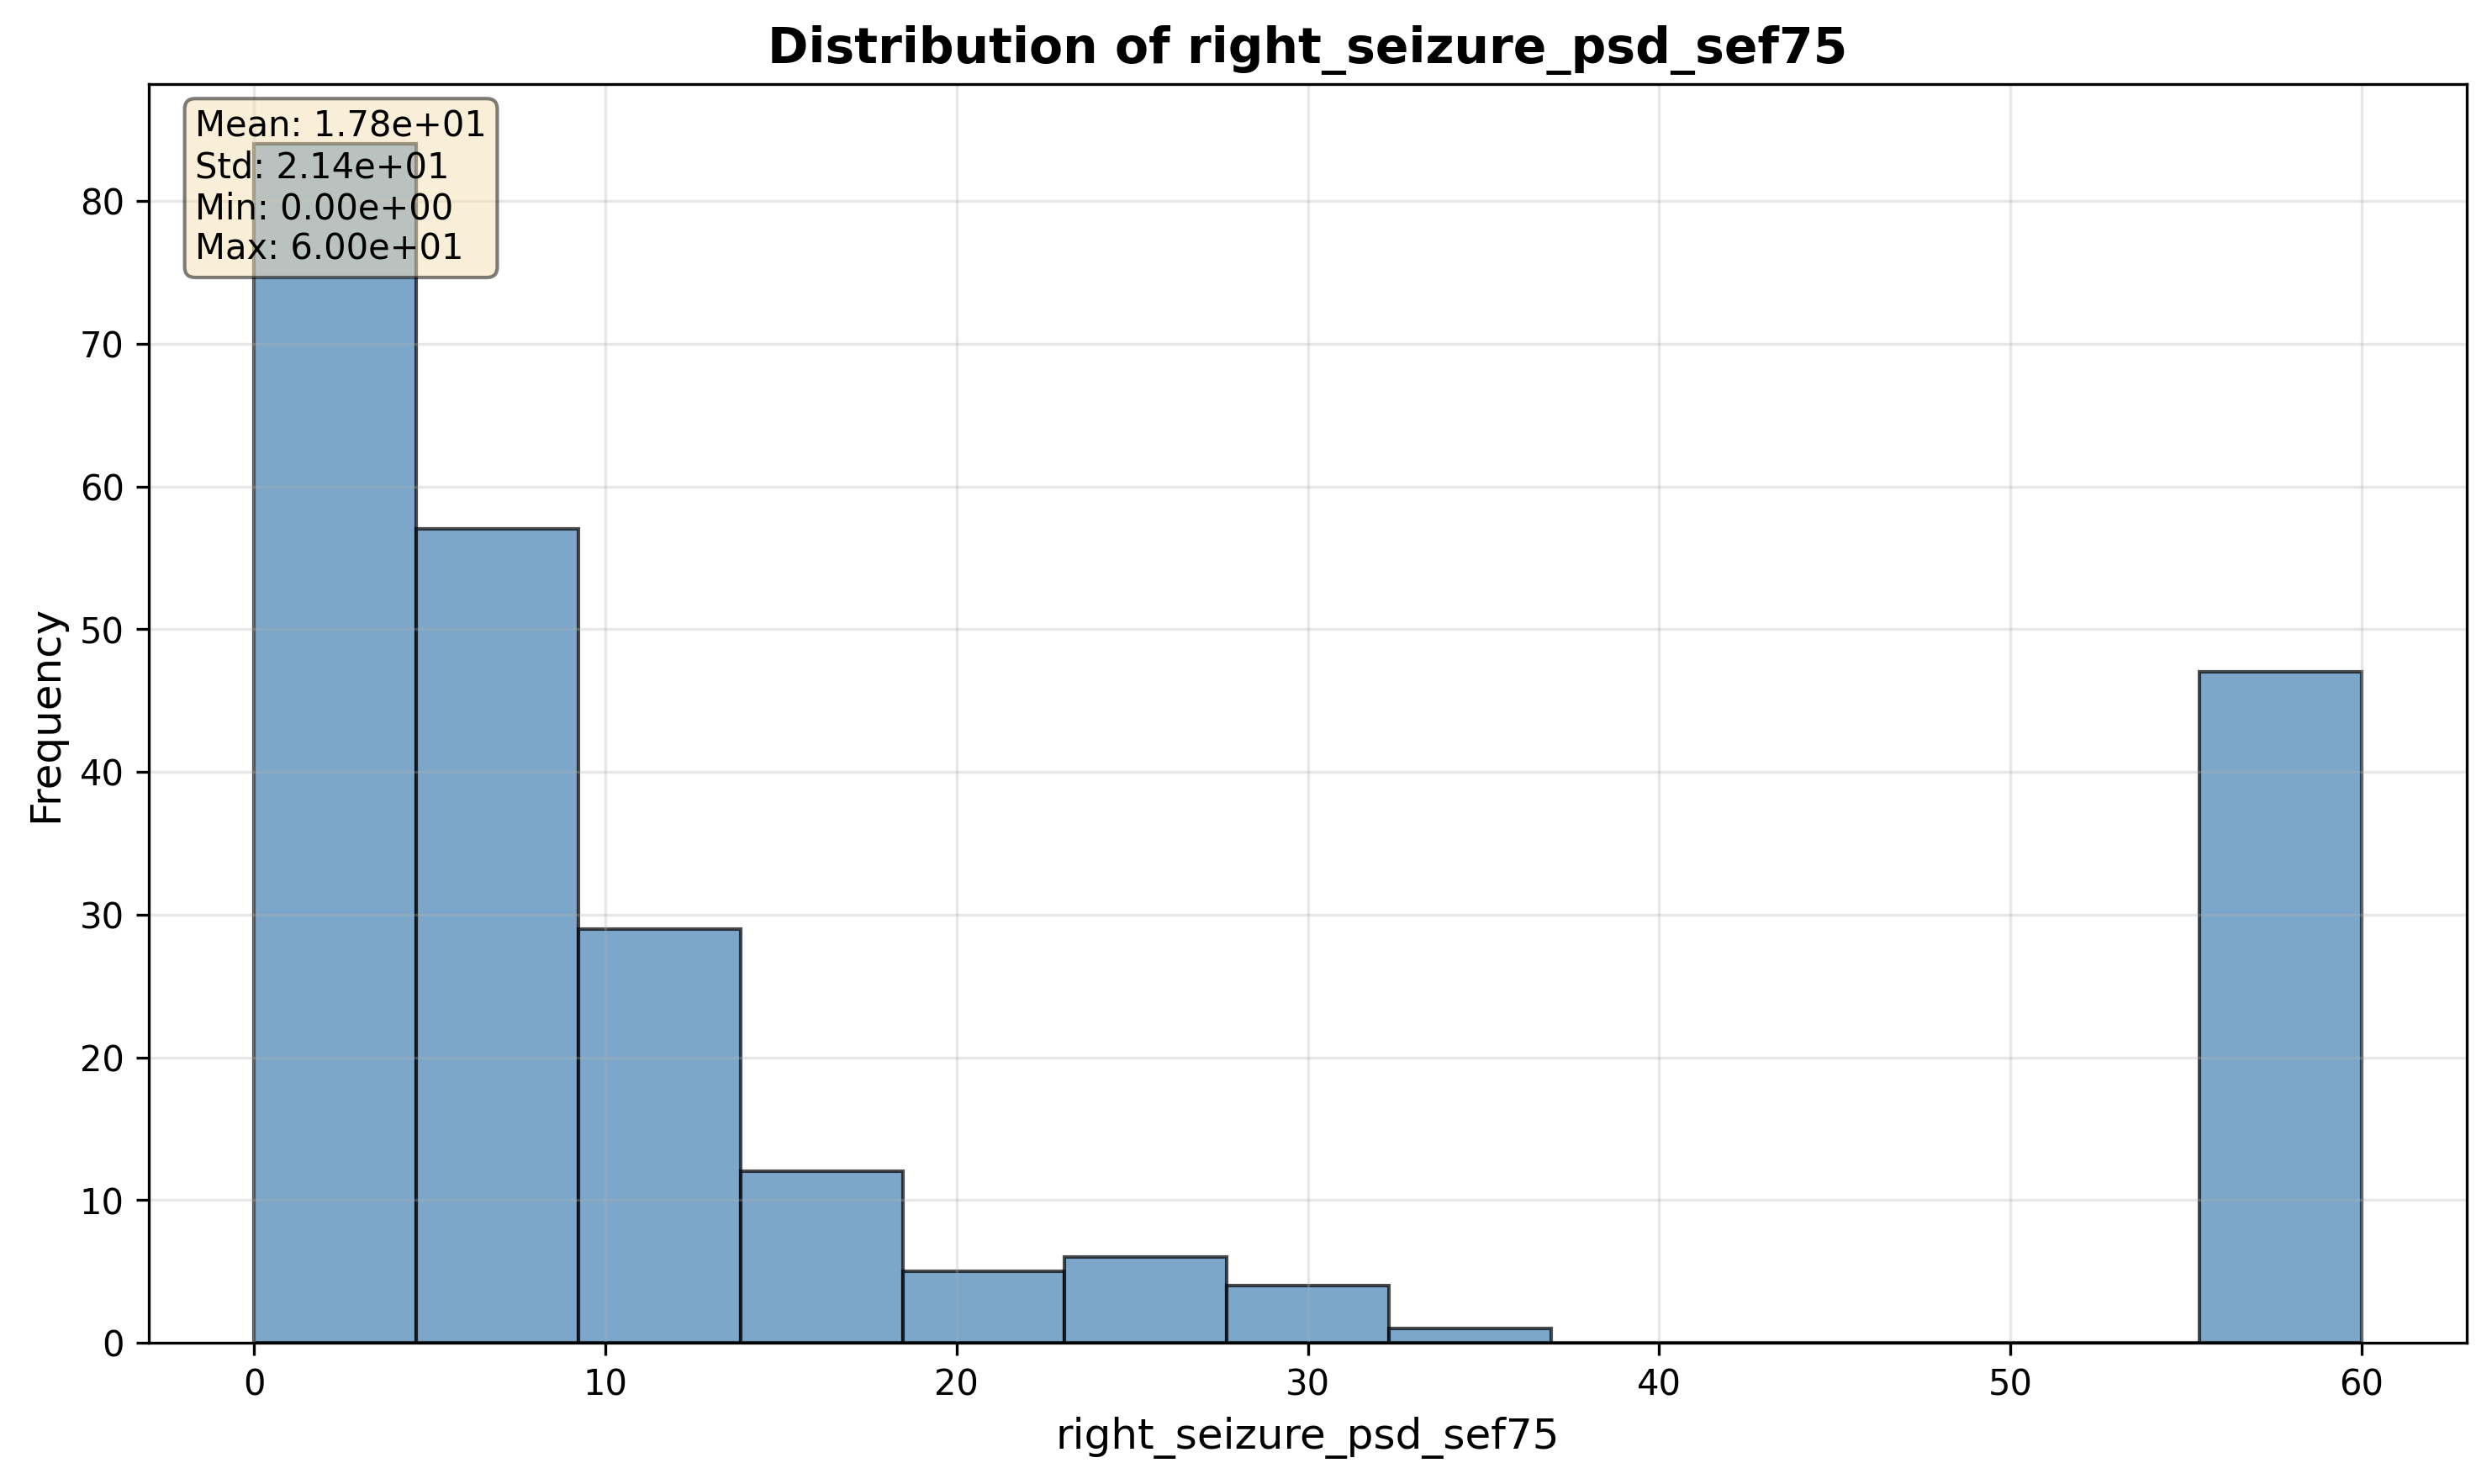 Distribution of right_seizure_psd_sef75
Mean: 1.78e+01
Std: 2.14e+01
Min: 0.00e+00
Max: 6.00e+01
80
70
60
50
40
30
20
10
0
Frequency
0 10 20 30 40 50 60
right_seizure_psd_sef75